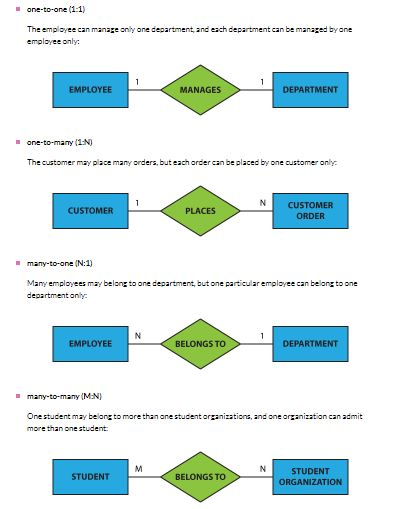 one-to-one (1:1)
The employee can manage only one department, and each department can be managed by one
employee only:
EMPLOYEE
1
MANAGES
1
DEPARTMENT
one-to-many (1:N)
The customer may place many orders, but each order can be placed by one customer only:
CUSTOMER
1
PLACES
N
CUSTOMER
ORDER
many-to-one (N:1)
Many employees may belong to one department, but one particular employee can belong to one
department only:
EMPLOYEE
N
BELONGS TO
1
DEPARTMENT
many-to-many (M:N)
One student may belong to more than one student organizations, and one organization can admit
more than one student:
STUDENT
M
BELONGS TO
N
STUDENT
ORGANIZATION